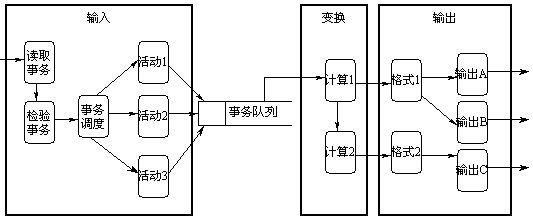 输入
变换
输出
读取
事务
检验
事务
事务
调度
活动1
活动2
活动3
事务队列
计算1
计算2
格式1
格式2
输出A
输出B
输出C